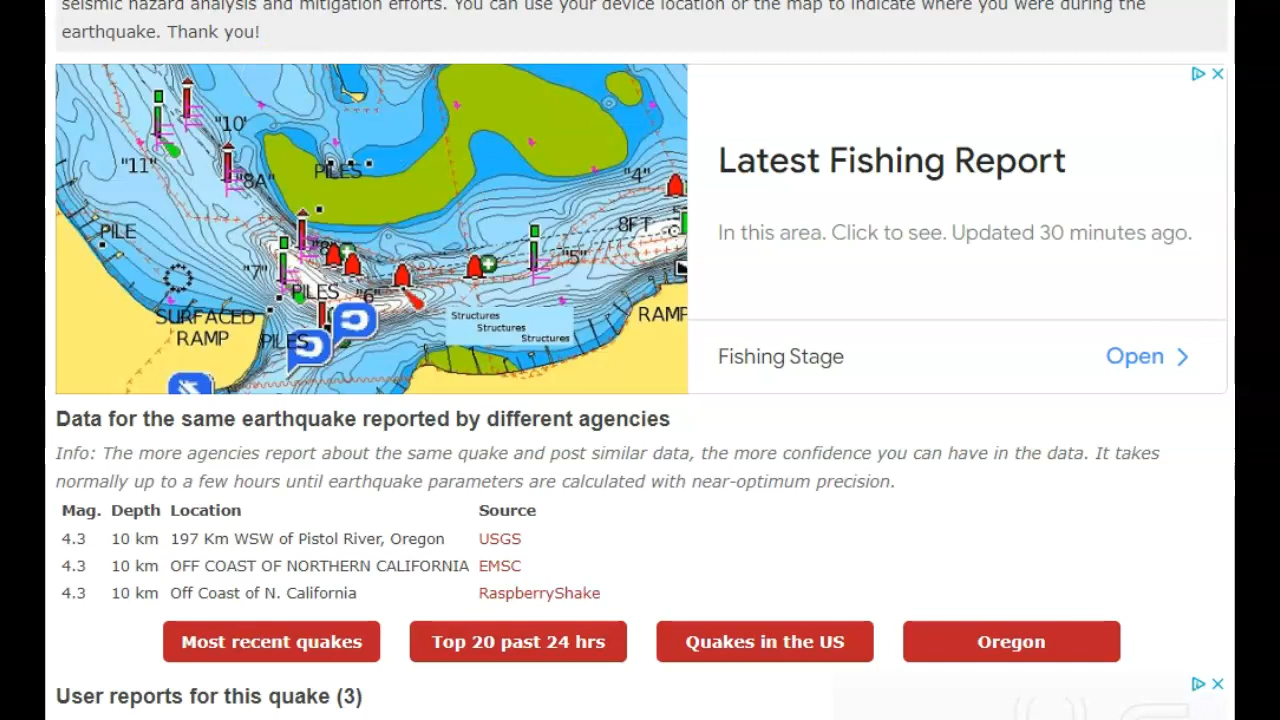 seismic hazard analysis and mitigation efforts. You can use your device location or the map to indicate where you were during the
earthquake. Thank you!
"10'
"11"
"8A"
PILES
"4"
PILE
8FT
"8"
"5"
"7"
PILES
"6"
SURFACED
RAMP
PILES
Structures
Structures
Structures
RAMP
Latest Fishing Report
In this area. Click to see. Updated 30 minutes ago.
Fishing Stage
Open
Data for the same earthquake reported by different agencies
Info: The more agencies report about the same quake and post similar data, the more confidence you can have in the data. It takes
normally up to a few hours until earthquake parameters are calculated with near-optimum precision.
Mag. Depth Location Source
4.3 10 km 197 Km WSW of Pistol River, Oregon USGS
4.3 10 km OFF COAST OF NORTHERN CALIFORNIA EMSC
4.3 10 km Off Coast of N. California RaspberryShake
Most recent quakes Top 20 past 24 hrs Quakes in the US Oregon
User reports for this quake (3)